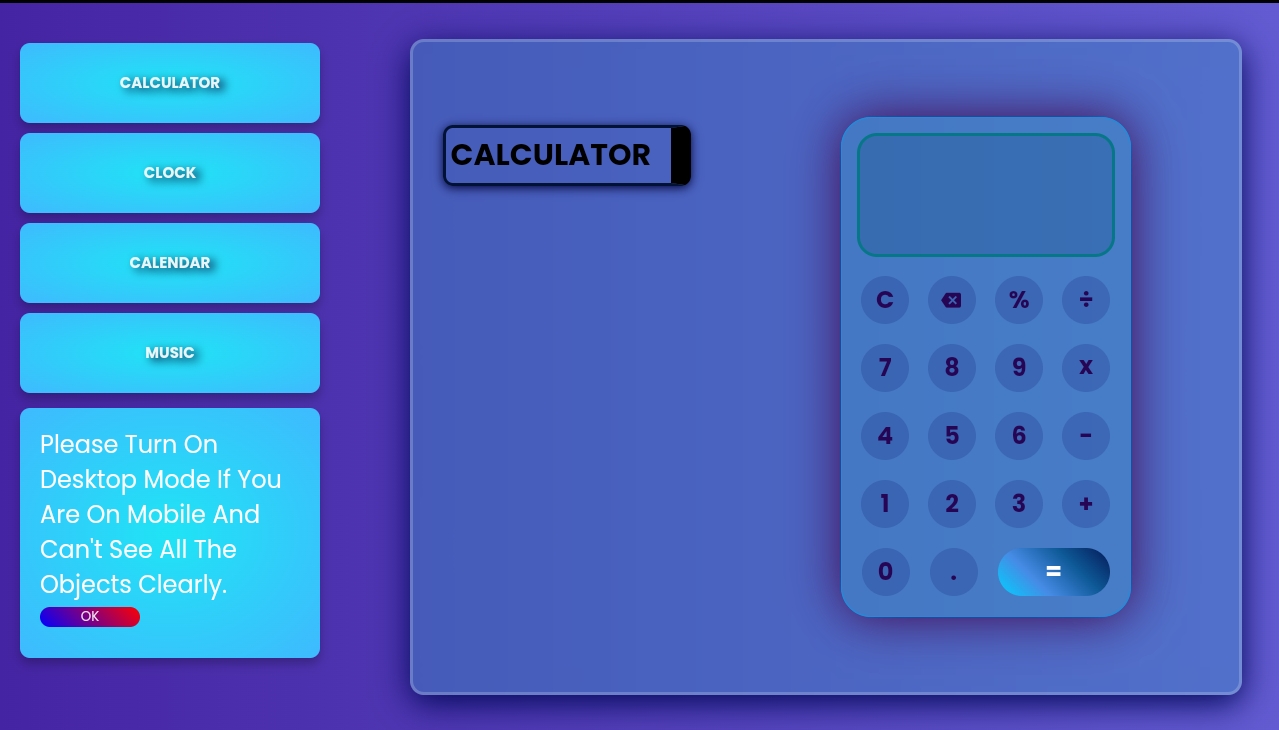 CALCULATOR
CLOCK
CALENDAR
MUSIC
Please Turn On
Desktop Mode If You
Are On Mobile And
Can't See All The
Objects Clearly.
OK
CALCULATOR
C % ÷
7 8 9 x
4 5 6 -
1 2 3 +
0 . =